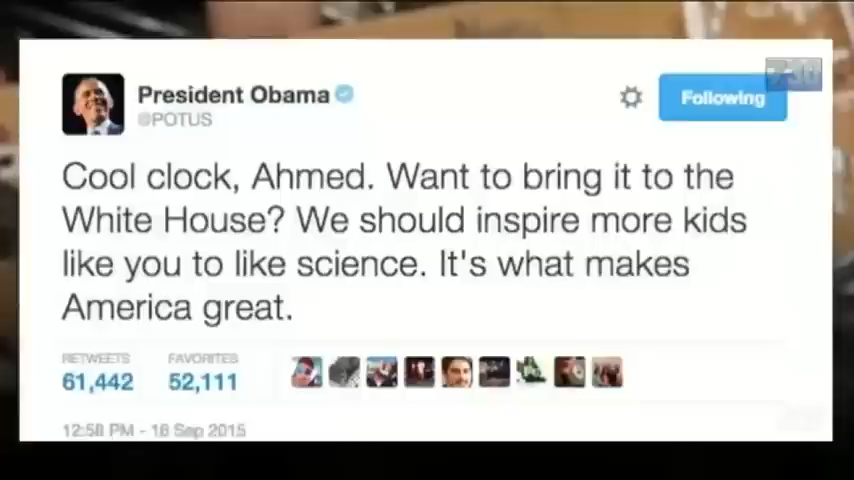 President Obama
@POTUS
Following
7.30
Cool clock, Ahmed. Want to bring it to the
White House? We should inspire more kids
like you to like science. It's what makes
America great.
RETWEETS FAVORITES
61,442 52,111
12:58 PM - 16 Sep 2015